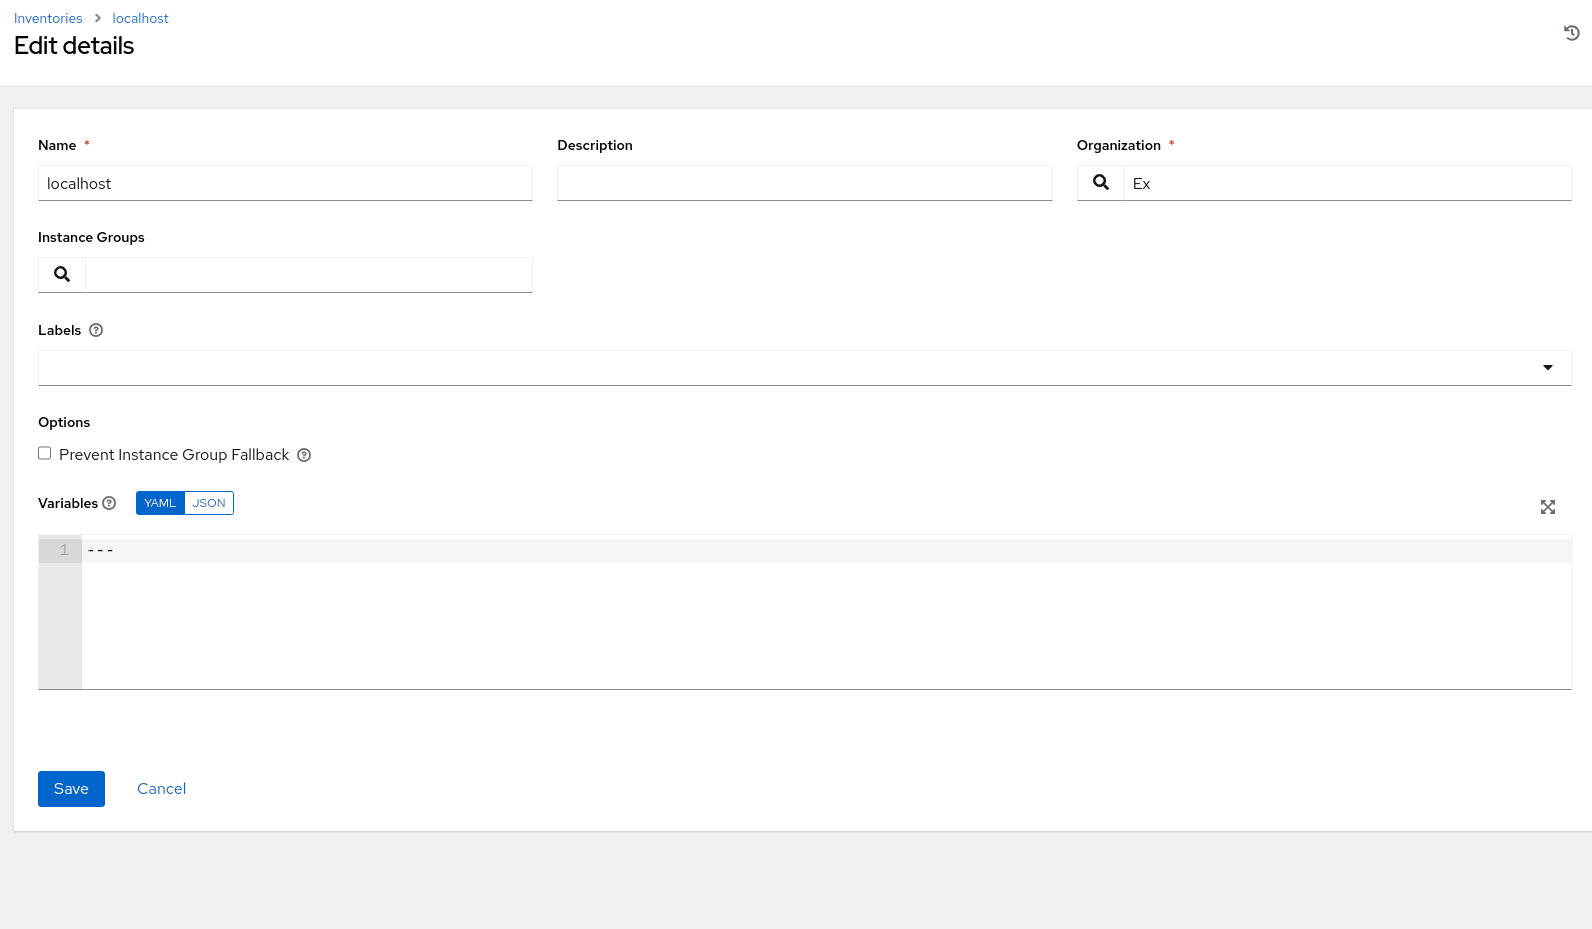 Inventories > localhost
Edit details
Name *
Description
Organization *
localhost
Ex
Instance Groups
Labels
Options
Prevent Instance Group Fallback
Variables YAML JSON
1 ---
Save Cancel